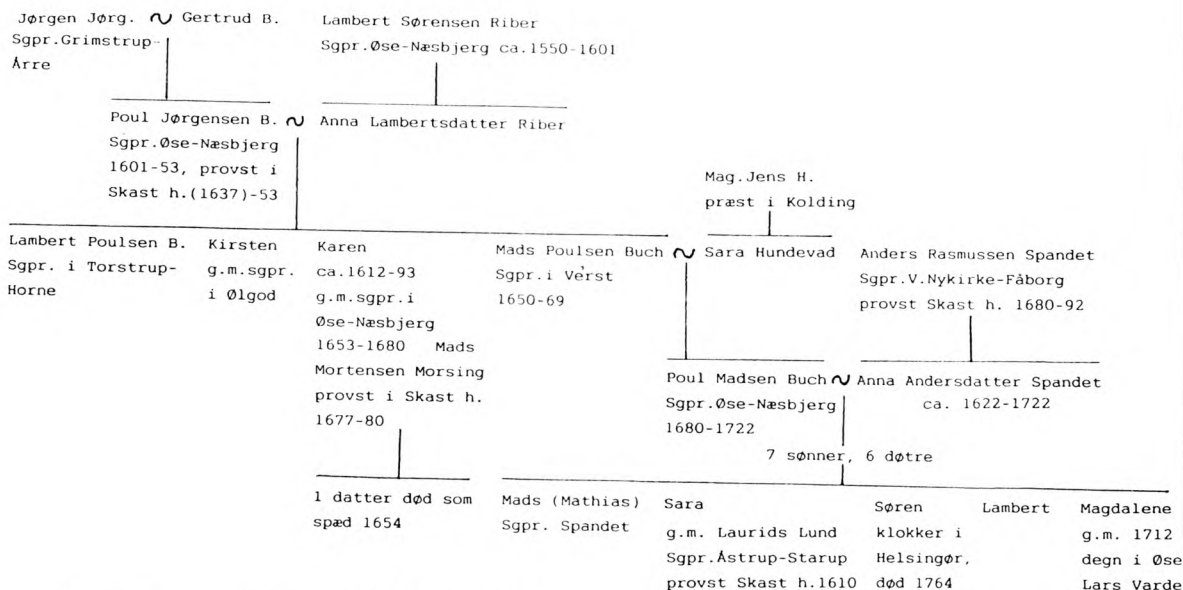 Jørgen Jørg. ~ Gertrud B.
Sgpr.Grimstrup-
Årre
Lambert Sørensen Riber
Sgpr.Øse-Næsbjerg ca.1550-1601
Poul Jørgensen B. ~ Anna Lambertsdatter Riber
Sgpr.Øse-Næsbjerg
1601-53, provst i
Skast h.(1637)-53
Mag.Jens H.
præst i Kolding
Lambert Poulsen B.
Sgpr. i Torstrup-
Horne
Kirsten
g.m.sgpr.
i Ølgod
Karen
ca.1612-93
g.m.sgpr.i
Øse-Næsbjerg
1653-1680 Mads
Mortensen Morsing
provst i Skast h.
1677-80
Mads Poulsen Buch ~ Sara Hundevad
Sgpr.i Verst
1650-69
Anders Rasmussen Spandet
Sgpr.V.Nykirke-Fåborg
provst Skast h. 1680-92
Poul Madsen Buch ~ Anna Andersdatter Spandet
Sgpr.Øse-Næsbjerg
1680-1722
ca. 1622-1722
7 sønner, 6 døtre
1 datter død som
spæd 1654
Mads (Mathias)
Sgpr. Spandet
Sara
g.m. Laurids Lund
Sgpr.Åstrup-Starup
provst Skast h.1610
Søren
klokker i
Helsingør,
død 1764
Lambert
Magdalene
g.m. 1712
degn i Øse
Lars Varde